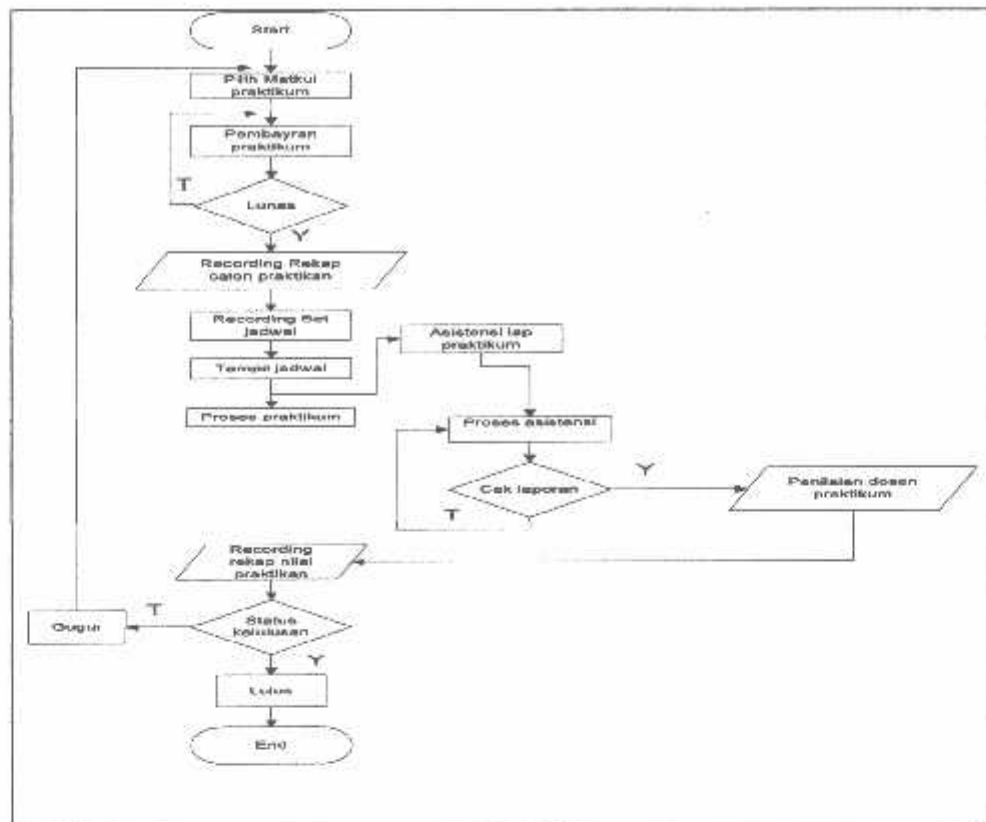 Start
Pilih Matkul
praktikum
Pembayran
praktikum
T
Lunas
Y
Recording Rekap
calon praktikan
Recording Set
jadwal
Asistensi lap
praktikum
Tampil jadwal
Proses praktikum
Proses asistensi
Cek laporan
Y
T
Penilaian dosen
praktikum
Recording
rekap nilai
praktikan
T
Gugur
Status
kelulusan
Y
Lulus
End